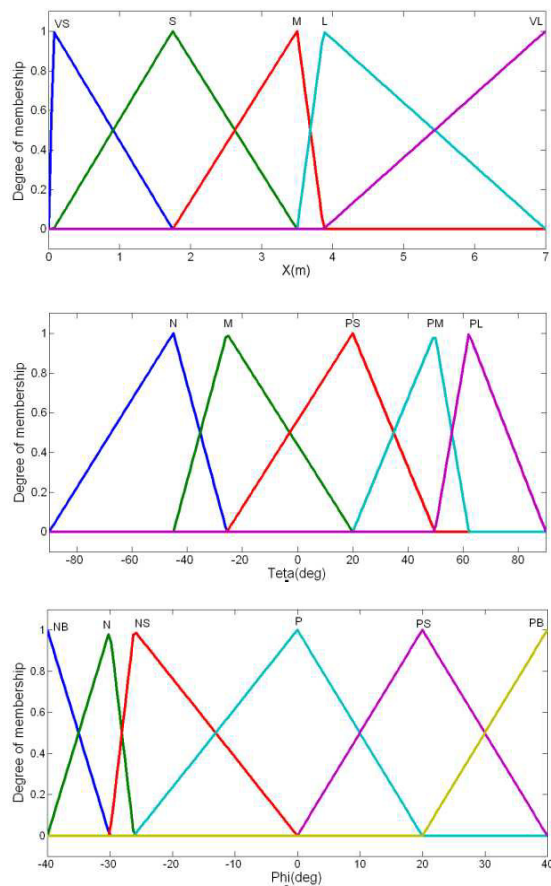 VS S M L VL
1
0.8
0.6
0.4
0.2
0
Degree of membership
0 1 2 3 4 5 6 7
X(m)
N M PS PM PL
1
0.8
0.6
0.4
0.2
0
Degree of membership
-80 -60 -40 -20 0 20 40 60 80
Teta(deg)
NB N NS P PS PB
1
0.8
0.6
0.4
0.2
0
Degree of membership
-40 -30 -20 -10 0 10 20 30 40
Phi(deg)